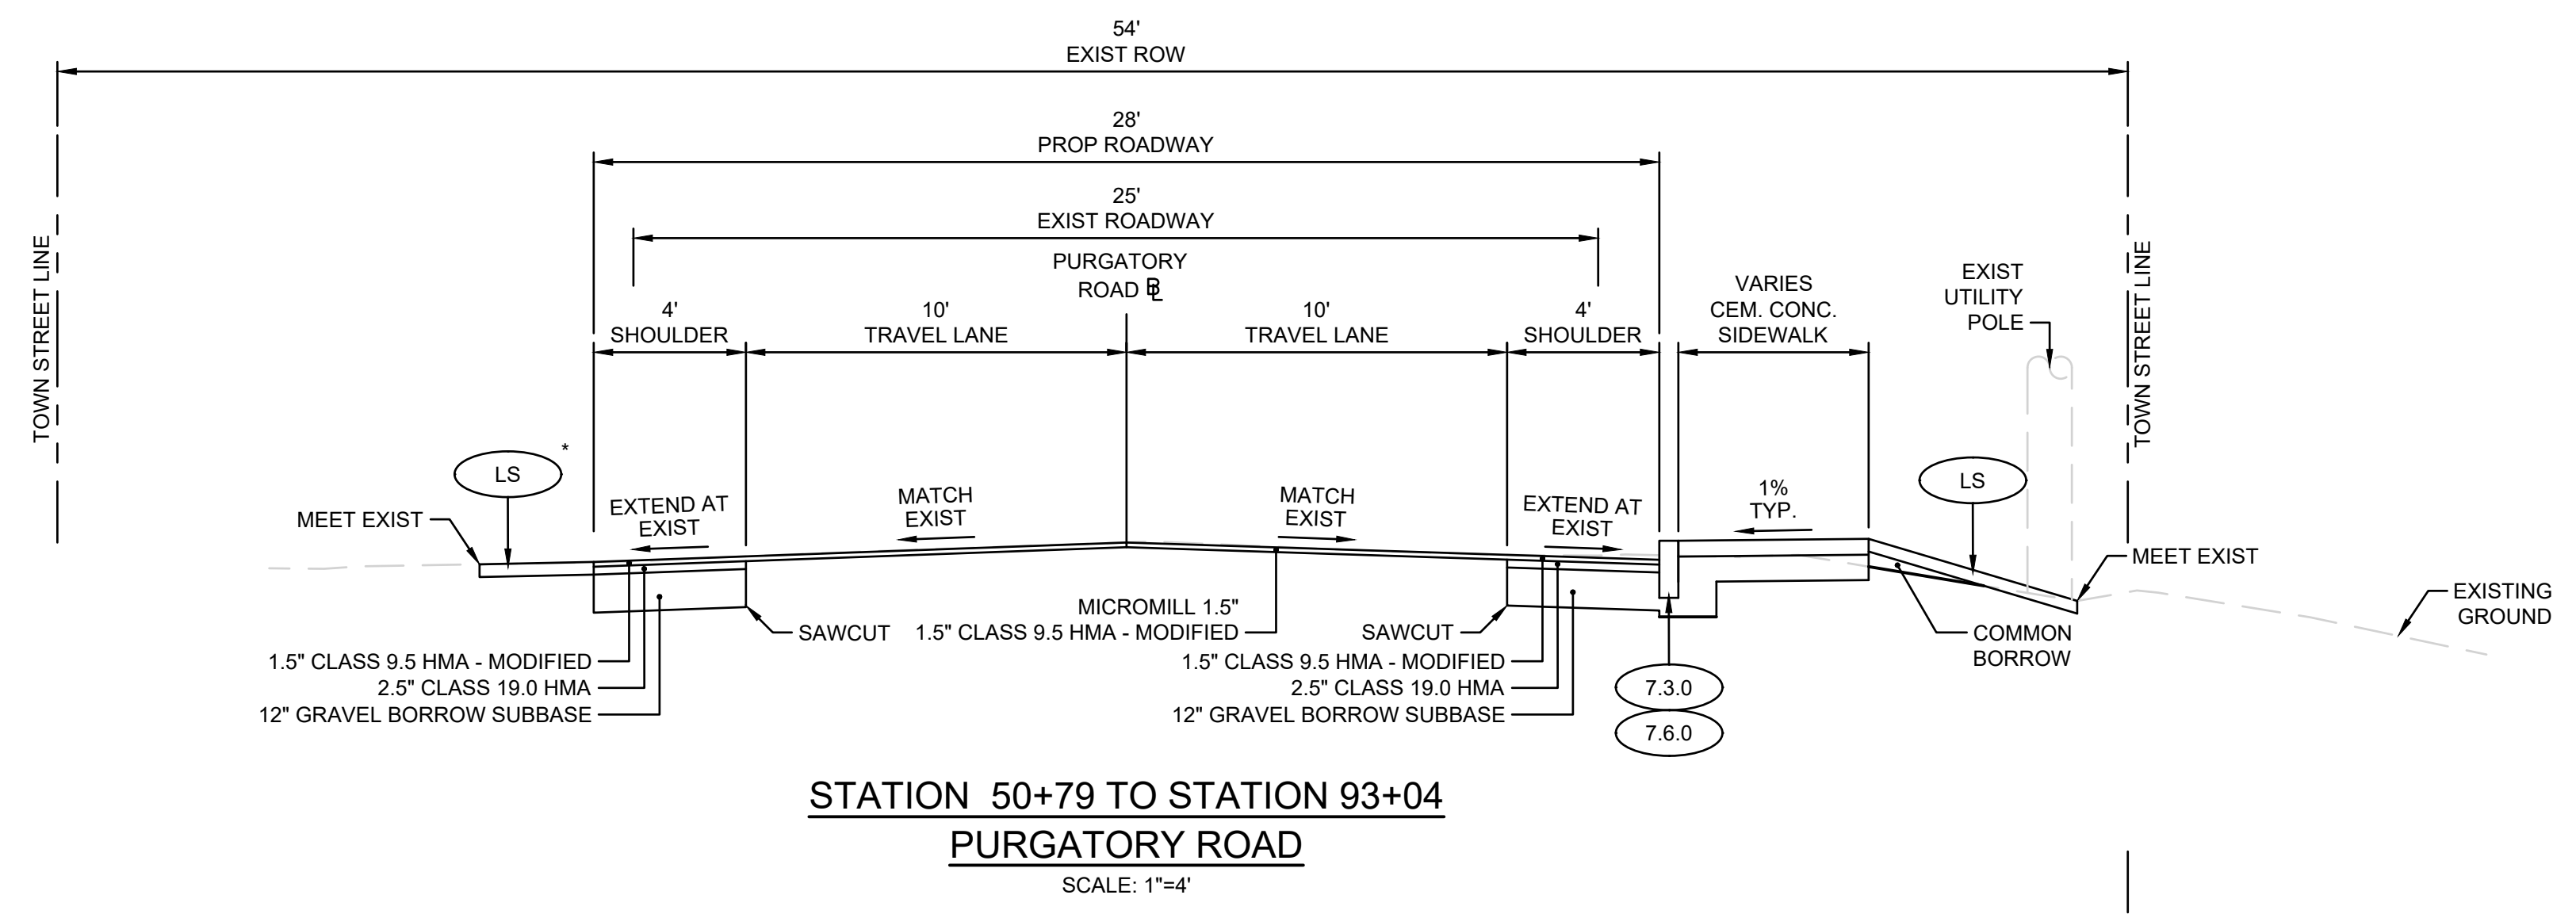 54'
EXIST ROW
28'
PROP ROADWAY
25'
EXIST ROADWAY
PURGATORY
ROAD BL
4'
SHOULDER
10'
TRAVEL LANE
10'
TRAVEL LANE
4'
SHOULDER
VARIES
CEM. CONC.
SIDEWALK
EXIST
UTILITY
POLE
TOWN STREET LINE
TOWN STREET LINE
LS
*
MEET EXIST
EXTEND AT
EXIST
MATCH
EXIST
MATCH
EXIST
EXTEND AT
EXIST
1%
TYP.
LS
MEET EXIST
EXISTING
GROUND
COMMON
BORROW
SAWCUT
1.5" CLASS 9.5 HMA - MODIFIED
2.5" CLASS 19.0 HMA
12" GRAVEL BORROW SUBBASE
MICROMILL 1.5"
1.5" CLASS 9.5 HMA - MODIFIED
SAWCUT
1.5" CLASS 9.5 HMA - MODIFIED
2.5" CLASS 19.0 HMA
12" GRAVEL BORROW SUBBASE
7.3.0
7.6.0
STATION 50+79 TO STATION 93+04
PURGATORY ROAD
SCALE: 1"=4'